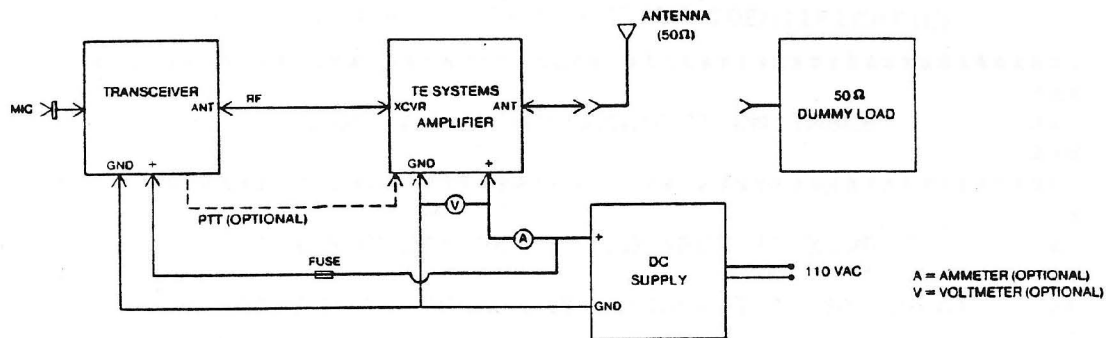 ANTENNA
(50Ω)
MIC
TRANSCEIVER
ANT
GND
+
RF
TE SYSTEMS
XCVR
ANT
AMPLIFIER
GND
+
50Ω
DUMMY LOAD
PTT (OPTIONAL)
V
A
FUSE
+
DC
SUPPLY
GND
110 VAC
A = AMMETER (OPTIONAL)
V = VOLTMETER (OPTIONAL)